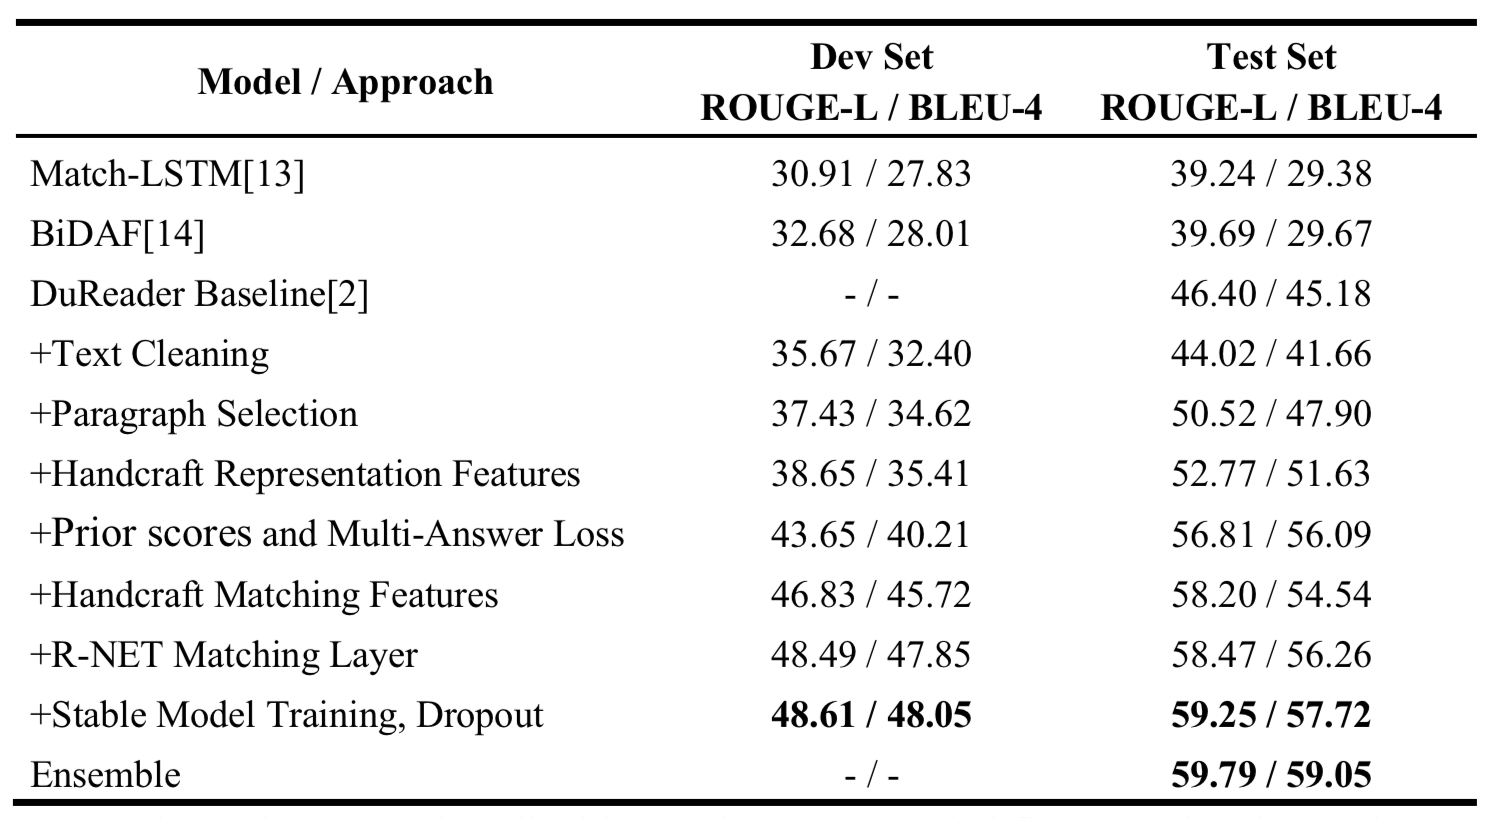 Model / Approach Dev Set Test Set
ROUGE-L / BLEU-4 ROUGE-L / BLEU-4
Match-LSTM[13] 30.91 / 27.83 39.24 / 29.38
BiDAF[14] 32.68 / 28.01 39.69 / 29.67
DuReader Baseline[2] - / - 46.40 / 45.18
+Text Cleaning 35.67 / 32.40 44.02 / 41.66
+Paragraph Selection 37.43 / 34.62 50.52 / 47.90
+Handcraft Representation Features 38.65 / 35.41 52.77 / 51.63
+Prior scores and Multi-Answer Loss 43.65 / 40.21 56.81 / 56.09
+Handcraft Matching Features 46.83 / 45.72 58.20 / 54.54
+R-NET Matching Layer 48.49 / 47.85 58.47 / 56.26
+Stable Model Training, Dropout 48.61 / 48.05 59.25 / 57.72
Ensemble - / - 59.79 / 59.05